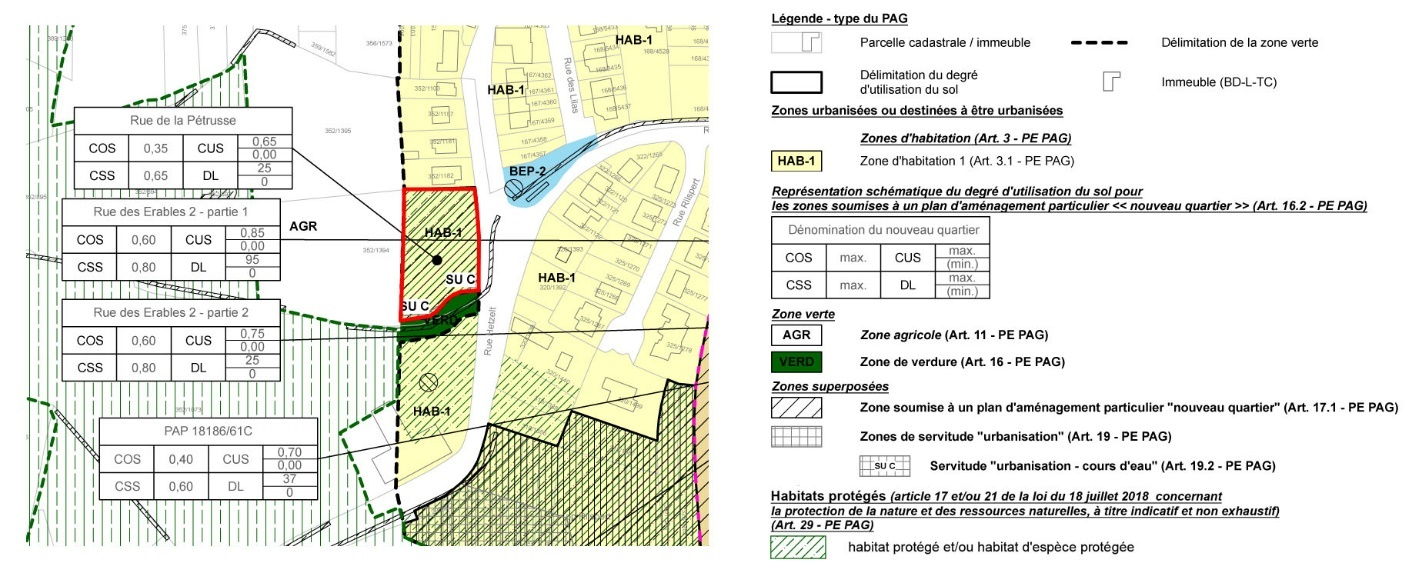 Rue de la Pétrusse
COS 0,35 CUS 0,65
0,00
CSS 0,65 DL 25
0
Rue des Erables 2 - partie 1
COS 0,60 CUS 0,85
0,00
CSS 0,80 DL 95
0
Rue des Erables 2 - partie 2
COS 0,60 CUS 0,75
0,00
CSS 0,80 DL 25
0
PAP 18186/61C
COS 0,40 CUS 0,70
0,00
CSS 0,60 DL 37
0
AGR
HAB-1
HAB-1
Rue des Lilas
BEP-2
Rue Rilspert
HAB-1
SU C
SU C
VERD
HAB-1
Rue Hetzelt
HAB-1
352/1395
352/1394
352/1182
Légende - type du PAG
Parcelle cadastrale / immeuble
Délimitation de la zone verte
Délimitation du degré
d'utilisation du sol
Immeuble (BD-L-TC)
Zones urbanisées ou destinées à être urbanisées
Zones d'habitation (Art. 3 - PE PAG)
HAB-1 Zone d'habitation 1 (Art. 3.1 - PE PAG)
Représentation schématique du degré d'utilisation du sol pour
les zones soumises à un plan d'aménagement particulier << nouveau quartier >> (Art. 16.2 - PE PAG)
Dénomination du nouveau quartier
COS max. CUS max.
(min.)
CSS max. DL max.
(min.)
Zone verte
AGR Zone agricole (Art. 11 - PE PAG)
VERD Zone de verdure (Art. 16 - PE PAG)
Zones superposées
Zone soumise à un plan d'aménagement particulier "nouveau quartier" (Art. 17.1 - PE PAG)
Zones de servitude "urbanisation" (Art. 19 - PE PAG)
SU C Servitude "urbanisation - cours d'eau" (Art. 19.2 - PE PAG)
Habitats protégés (article 17 et/ou 21 de la loi du 18 juillet 2018 concernant
la protection de la nature et des ressources naturelles, à titre indicatif et non exhaustif)
(Art. 29 - PE PAG)
habitat protégé et/ou habitat d'espèce protégée